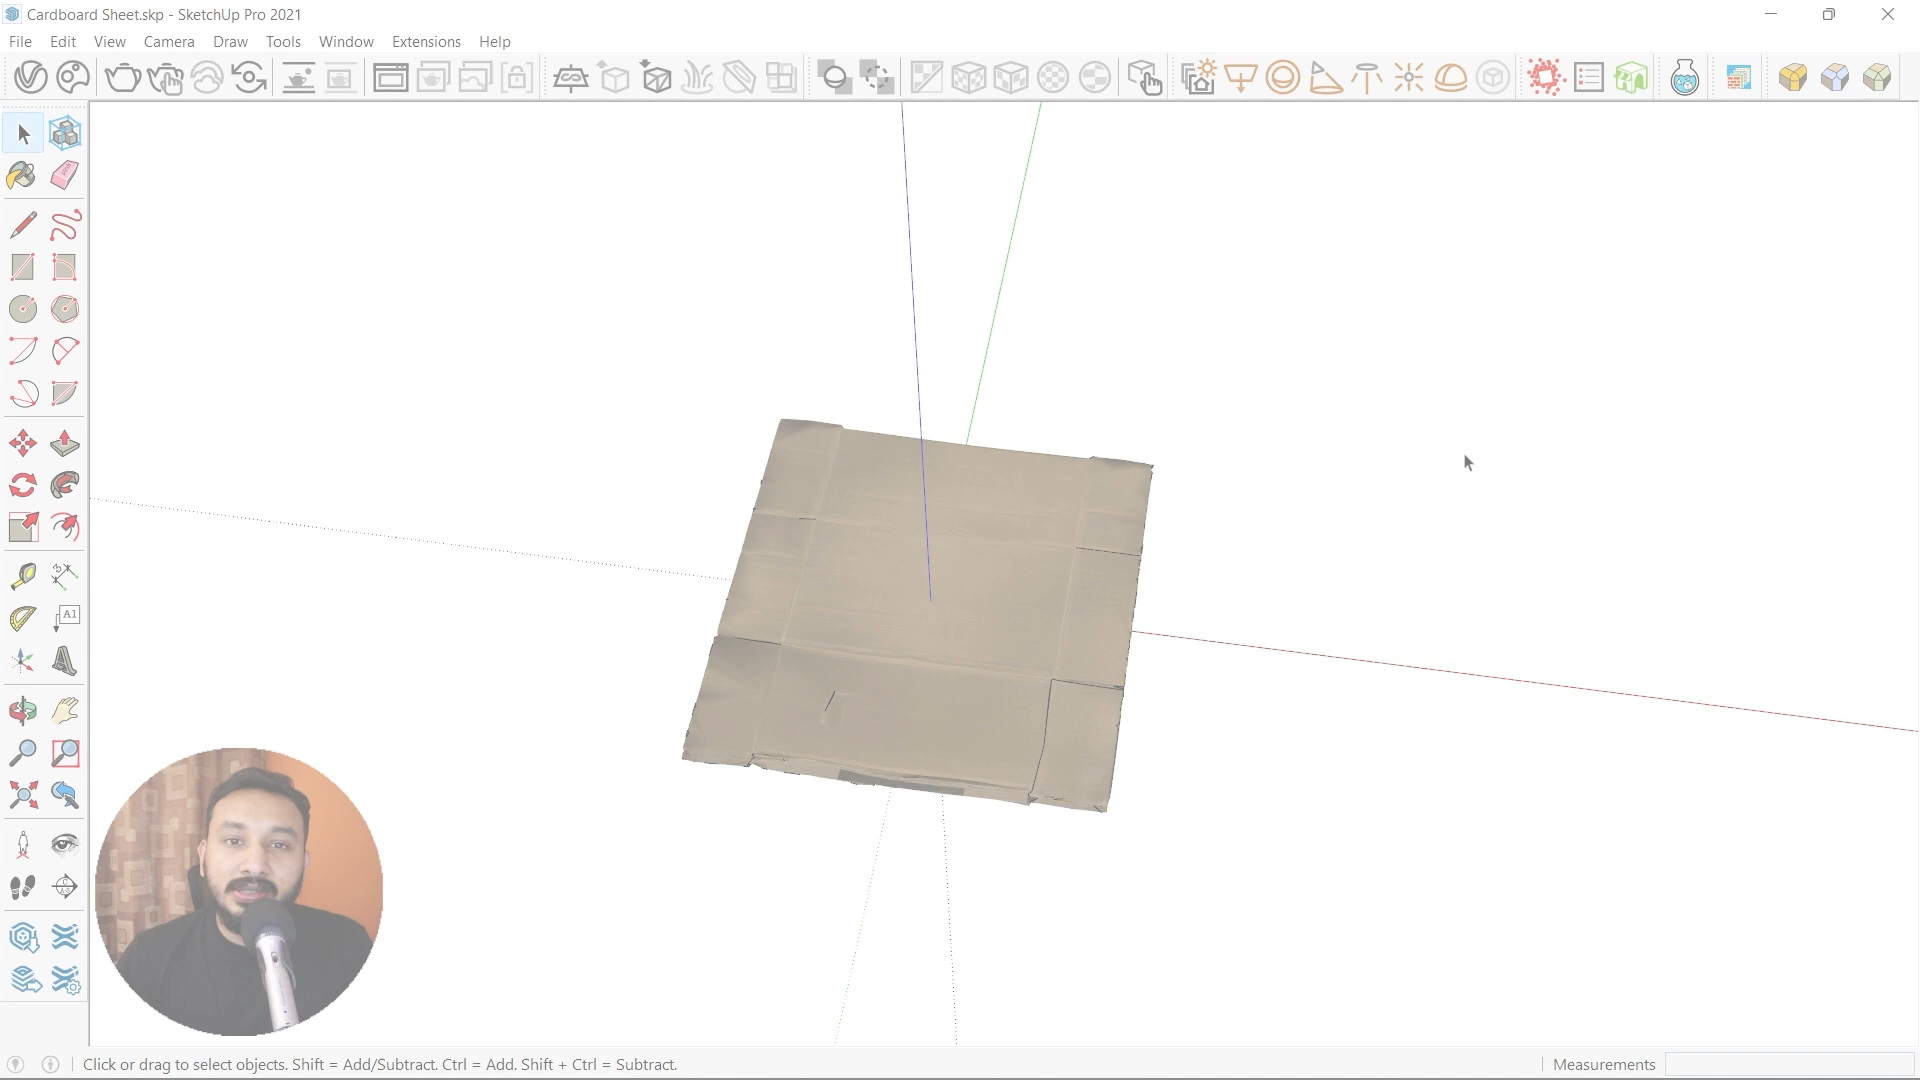 Cardboard Sheet.skp - SketchUp Pro 2021
File Edit View Camera Draw Tools Window Extensions Help
A1
Click or drag to select objects. Shift = Add/Subtract. Ctrl = Add. Shift + Ctrl = Subtract.
Measurements